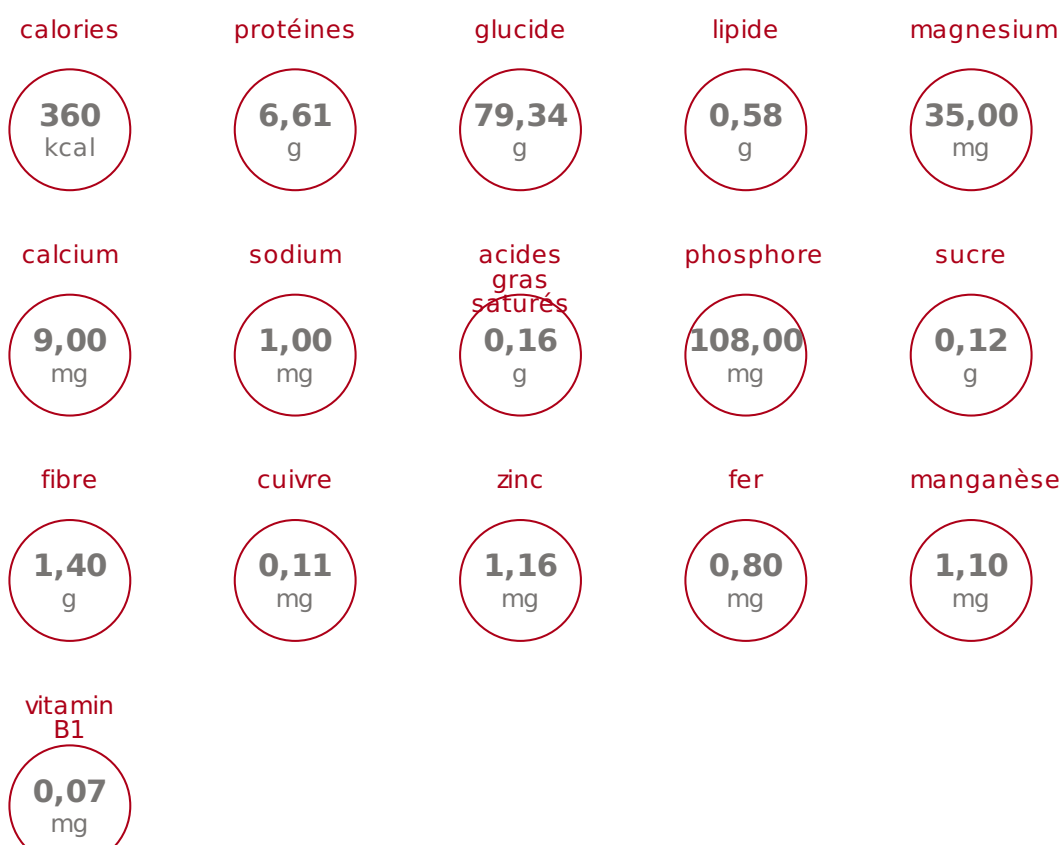 calories
protéines
glucide
lipide
magnesium
360
kcal
6,61
g
79,34
g
0,58
g
35,00
mg
calcium
sodium
acides
gras
saturés
phosphore
sucre
9,00
mg
1,00
mg
0,16
g
108,00
mg
0,12
g
fibre
cuivre
zinc
fer
manganèse
1,40
g
0,11
mg
1,16
mg
0,80
mg
1,10
mg
vitamin
B1
0,07
mg